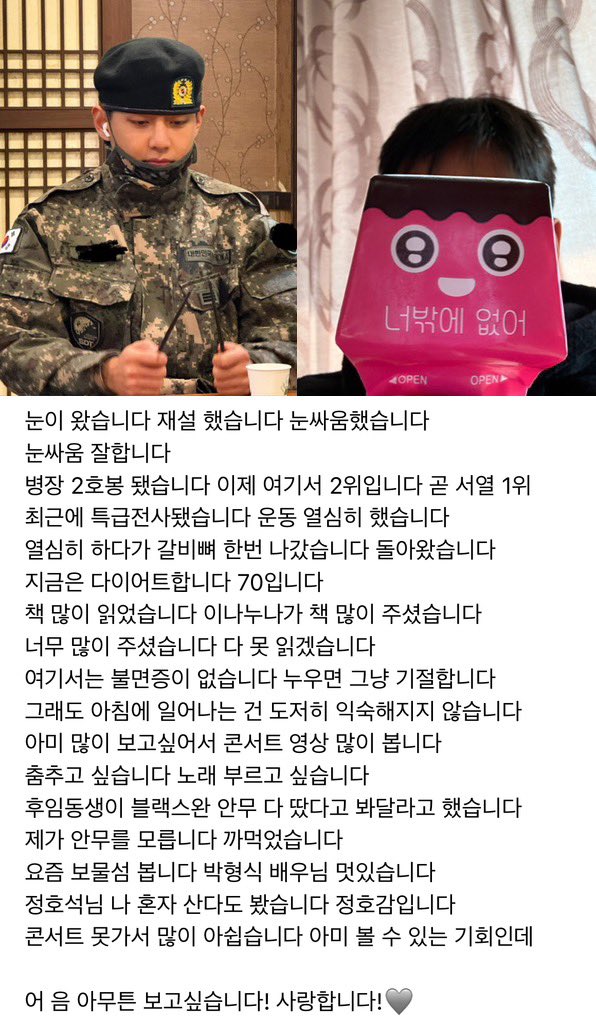 대한민국
SDT
너밖에 없어
◀OPEN OPEN▶
눈이 왔습니다 재설 했습니다 눈싸움했습니다
눈싸움 잘합니다
병장 2호봉 됐습니다 이제 여기서 2위입니다 곧 서열 1위
최근에 특급전사됐습니다 운동 열심히 했습니다
열심히 하다가 갈비뼈 한번 나갔습니다 돌아왔습니다
지금은 다이어트합니다 70입니다
책 많이 읽었습니다 이나누나가 책 많이 주셨습니다
너무 많이 주셨습니다 다 못 읽겠습니다
여기서는 불면증이 없습니다 누우면 그냥 기절합니다
그래도 아침에 일어나는 건 도저히 익숙해지지 않습니다
아미 많이 보고싶어서 콘서트 영상 많이 봅니다
춤추고 싶습니다 노래 부르고 싶습니다
후임동생이 블랙스완 안무 다 땄다고 봐달라고 했습니다
제가 안무를 모릅니다 까먹었습니다
요즘 보물섬 봅니다 박형식 배우님 멋있습니다
정호석님 나 혼자 산다도 봤습니다 정호감입니다
콘서트 못가서 많이 아쉽습니다 아미 볼 수 있는 기회인데
어 음 아무튼 보고싶습니다! 사랑합니다!🩶